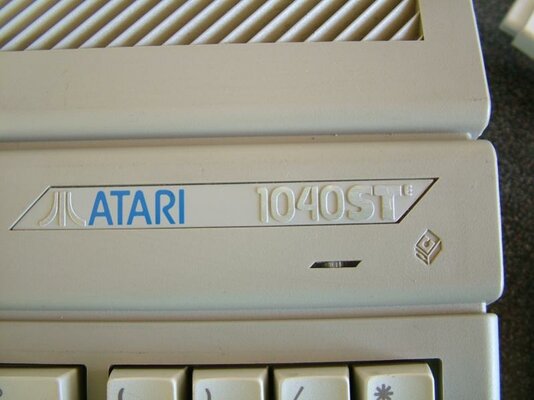 ATARI 1040STE
( ) / *